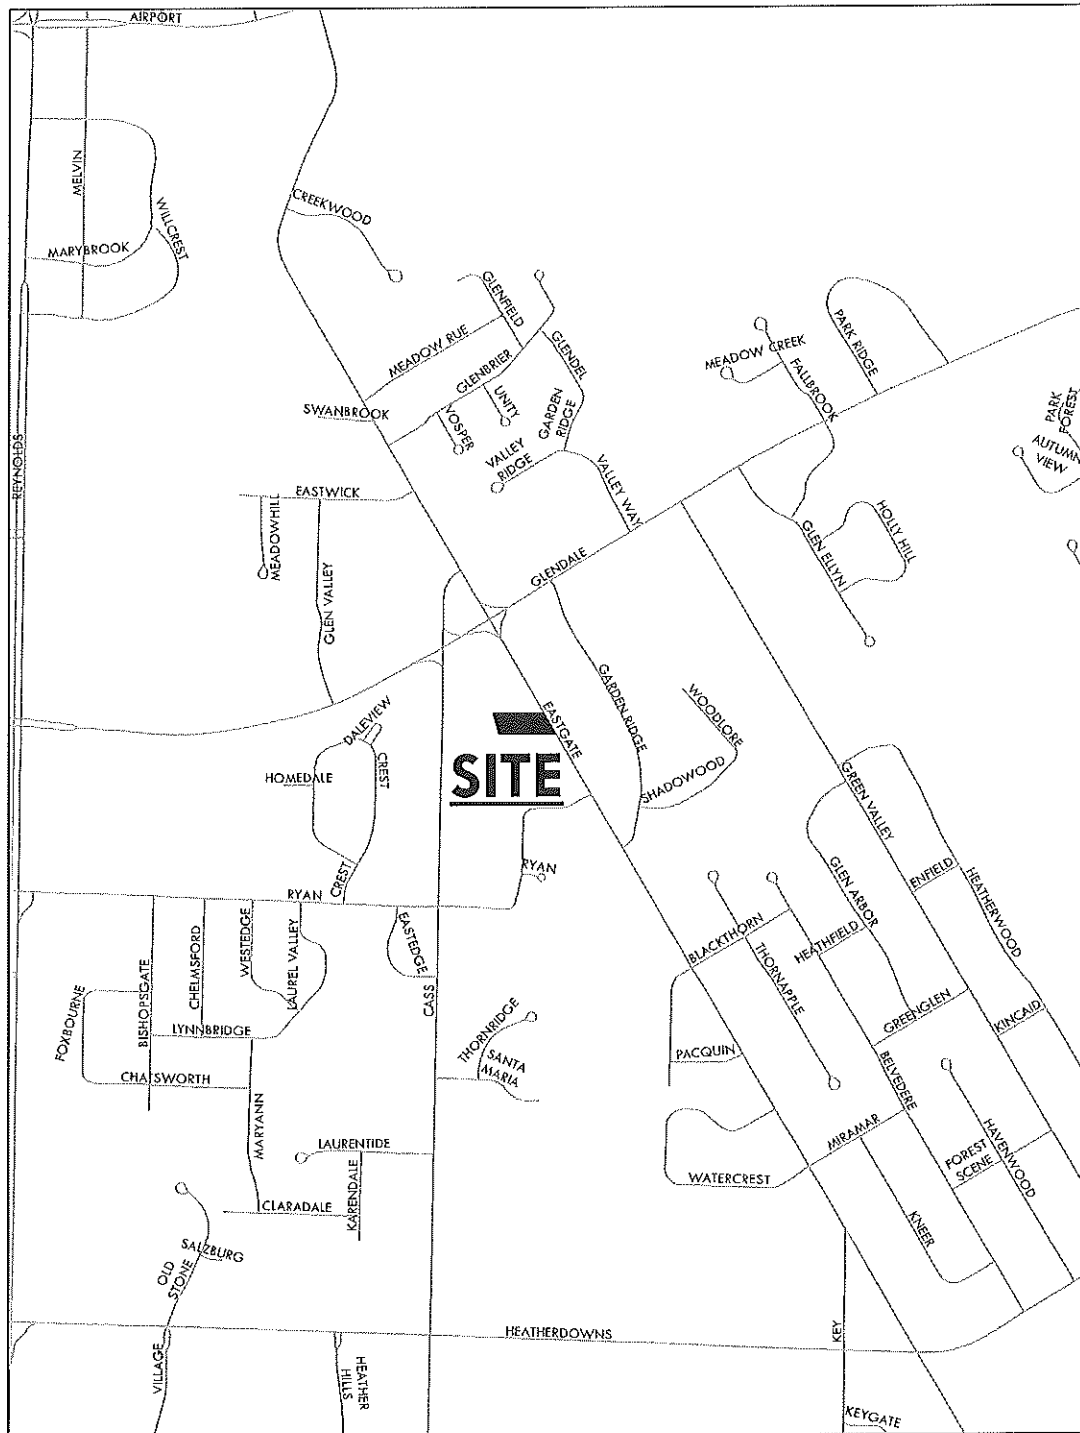 AIRPORT
MELVIN
WILLCREST
MARYBROOK
CREEKWOOD
REYNOLDS
GLENFIELD
MEADOW RUE
GLENBRIER
GLENDEL
SWANBROOK
VOSPER
UNITY
GARDEN
RIDGE
VALLEY
RIDGE
VALLEY WAY
MEADOW CREEK
FALLBROOK
PARK RIDGE
PARK
FOREST
AUTUMN
VIEW
EASTWICK
MEADOWHILL
GLEN VALLEY
GLENDALE
GLEN ELLYN
HOLLY HILL
GARDEN RIDGE
WOODLORE
SHADOWOOD
EASTGATE
SITE
DALEVIEW
HOMEDALE
CREST
CREST
GREEN VALLEY
RYAN
RYAN
ENFIELD
HEATHERWOOD
GLEN ARBOR
BLACKTHORN
HEATHFIELD
THORNAPPLE
EASTEDGE
WESTEDGE
LAUREL VALLEY
CHELMSFORD
BISHOPSGATE
FOXBOURNE
LYNNBRIDGE
CASS
THORNRIDGE
SANTA
MARIA
GREENGLEN
KINCAID
PACQUIN
BELVEDERE
CHATSWORTH
MARYANN
LAURENTIDE
MIRAMAR
FOREST
SCENE
HAVENWOOD
WATERCREST
CLARADALE
KARENDALE
KNEER
SALZBURG
OLD
STONE
HEATHERDOWNS
KEY
VILLAGE
HEATHER
HILLS
KEYGATE